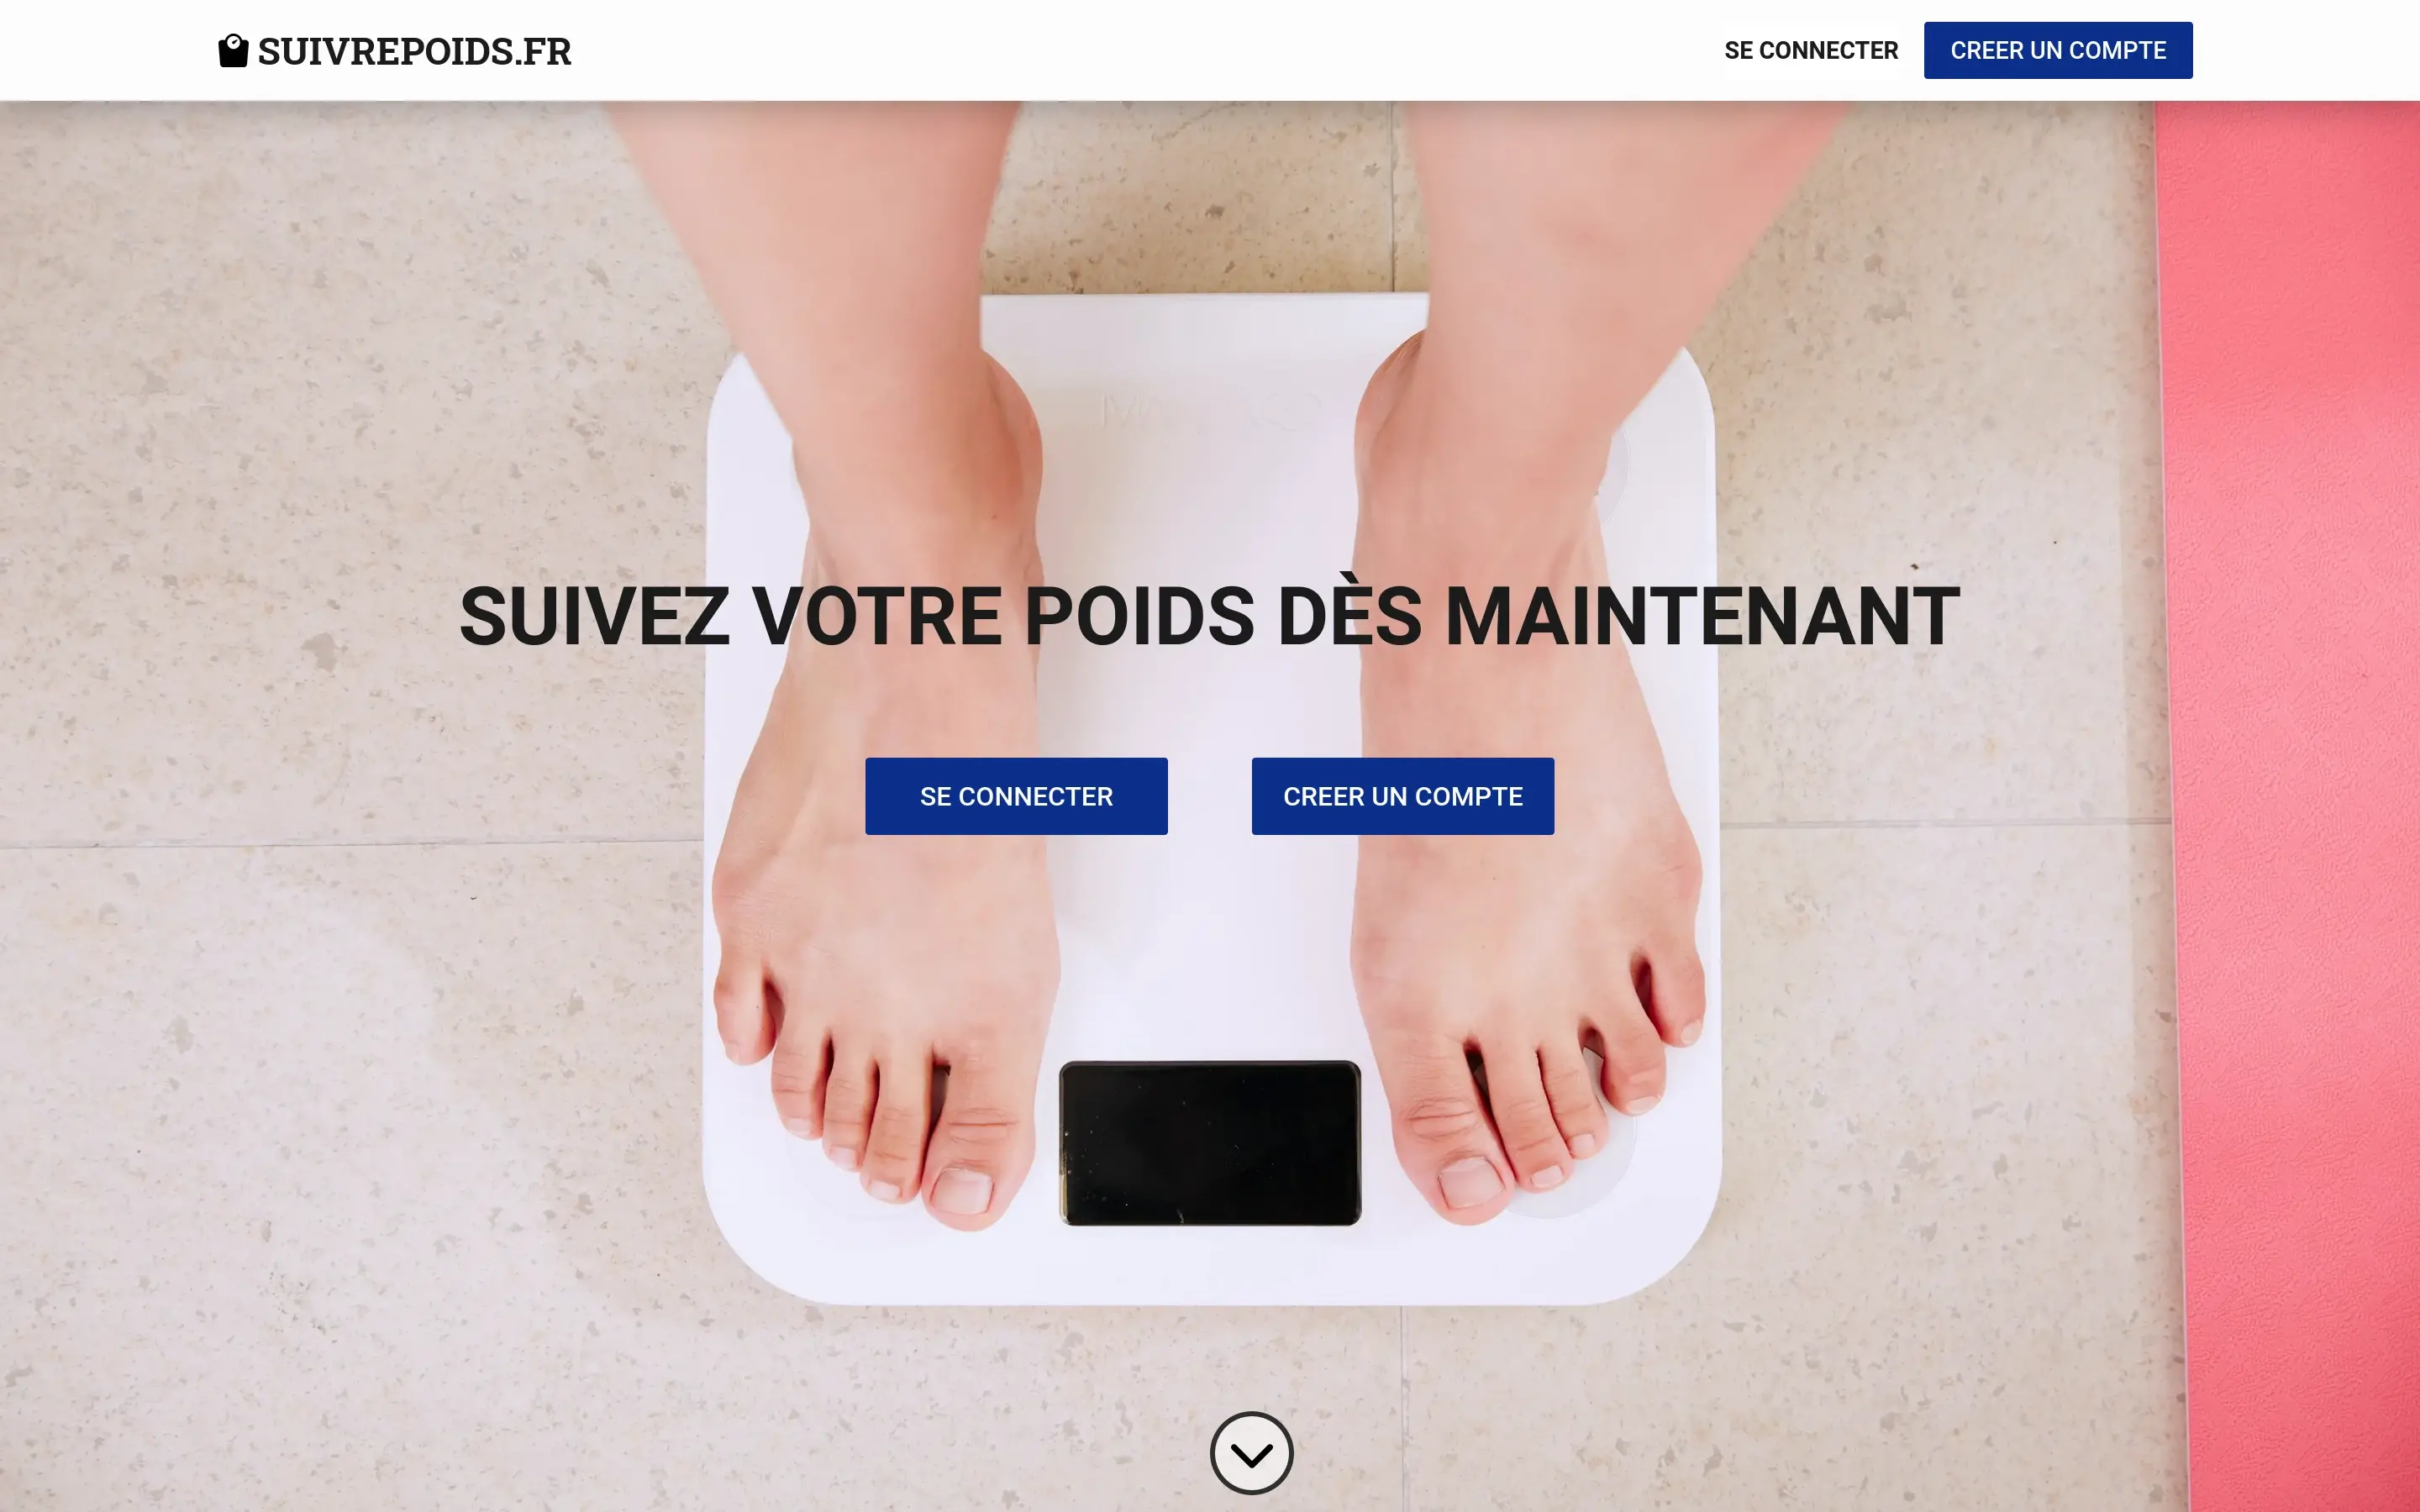 SUIVREPOIDS.FR
SE CONNECTER
CREER UN COMPTE
SUIVEZ VOTRE POIDS DÈS MAINTENANT
SE CONNECTER
CREER UN COMPTE